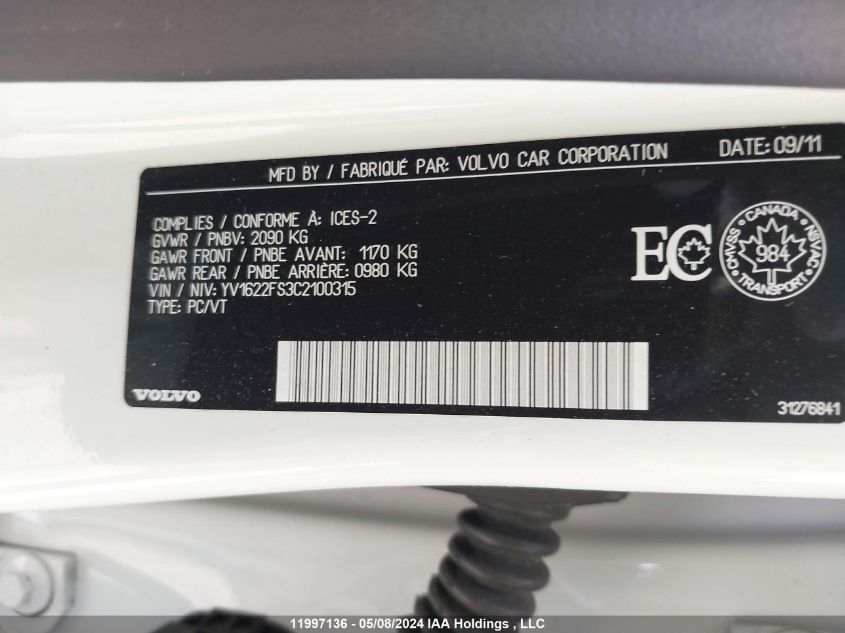 MFD BY / FABRIQUÉ PAR: VOLVO CAR CORPORATION DATE: 09/11
COMPLIES / CONFORME À: ICES-2
GVWR / PNBV: 2090 KG
GAWR FRONT / PNBE AVANT: 1170 KG
GAWR REAR / PNBE ARRIÈRE: 0980 KG
VIN / NIV: YV1622FS3C2100315
TYPE: PC/VT
EC
CANADA
CMVSS 984 NSVAC
TRANSPORT
VOLVO 31276841
11997136 - 05/08/2024 IAA Holdings , LLC